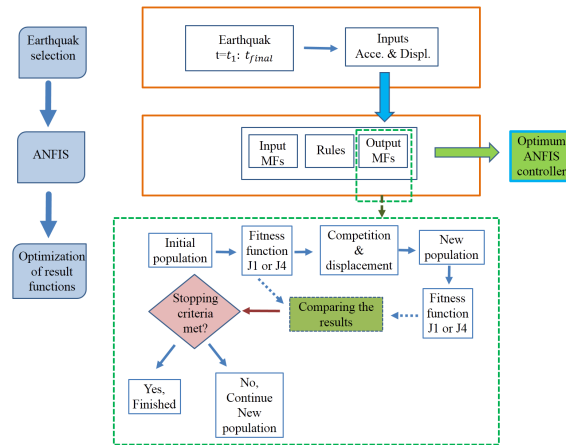 Earthquak
selection
Earthquak
t=t₁: t_final
Inputs
Acce. & Displ.
ANFIS
Input
MFs
Rules
Output
MFs
Optimum
ANFIS
controller
Optimization
of result
functions
Initial
population
Fitness
function
J1 or J4
Competition
&
displacement
New
population
Stopping
criteria
met?
Comparing the
results
Fitness
function
J1 or J4
Yes,
Finished
No,
Continue
New
population